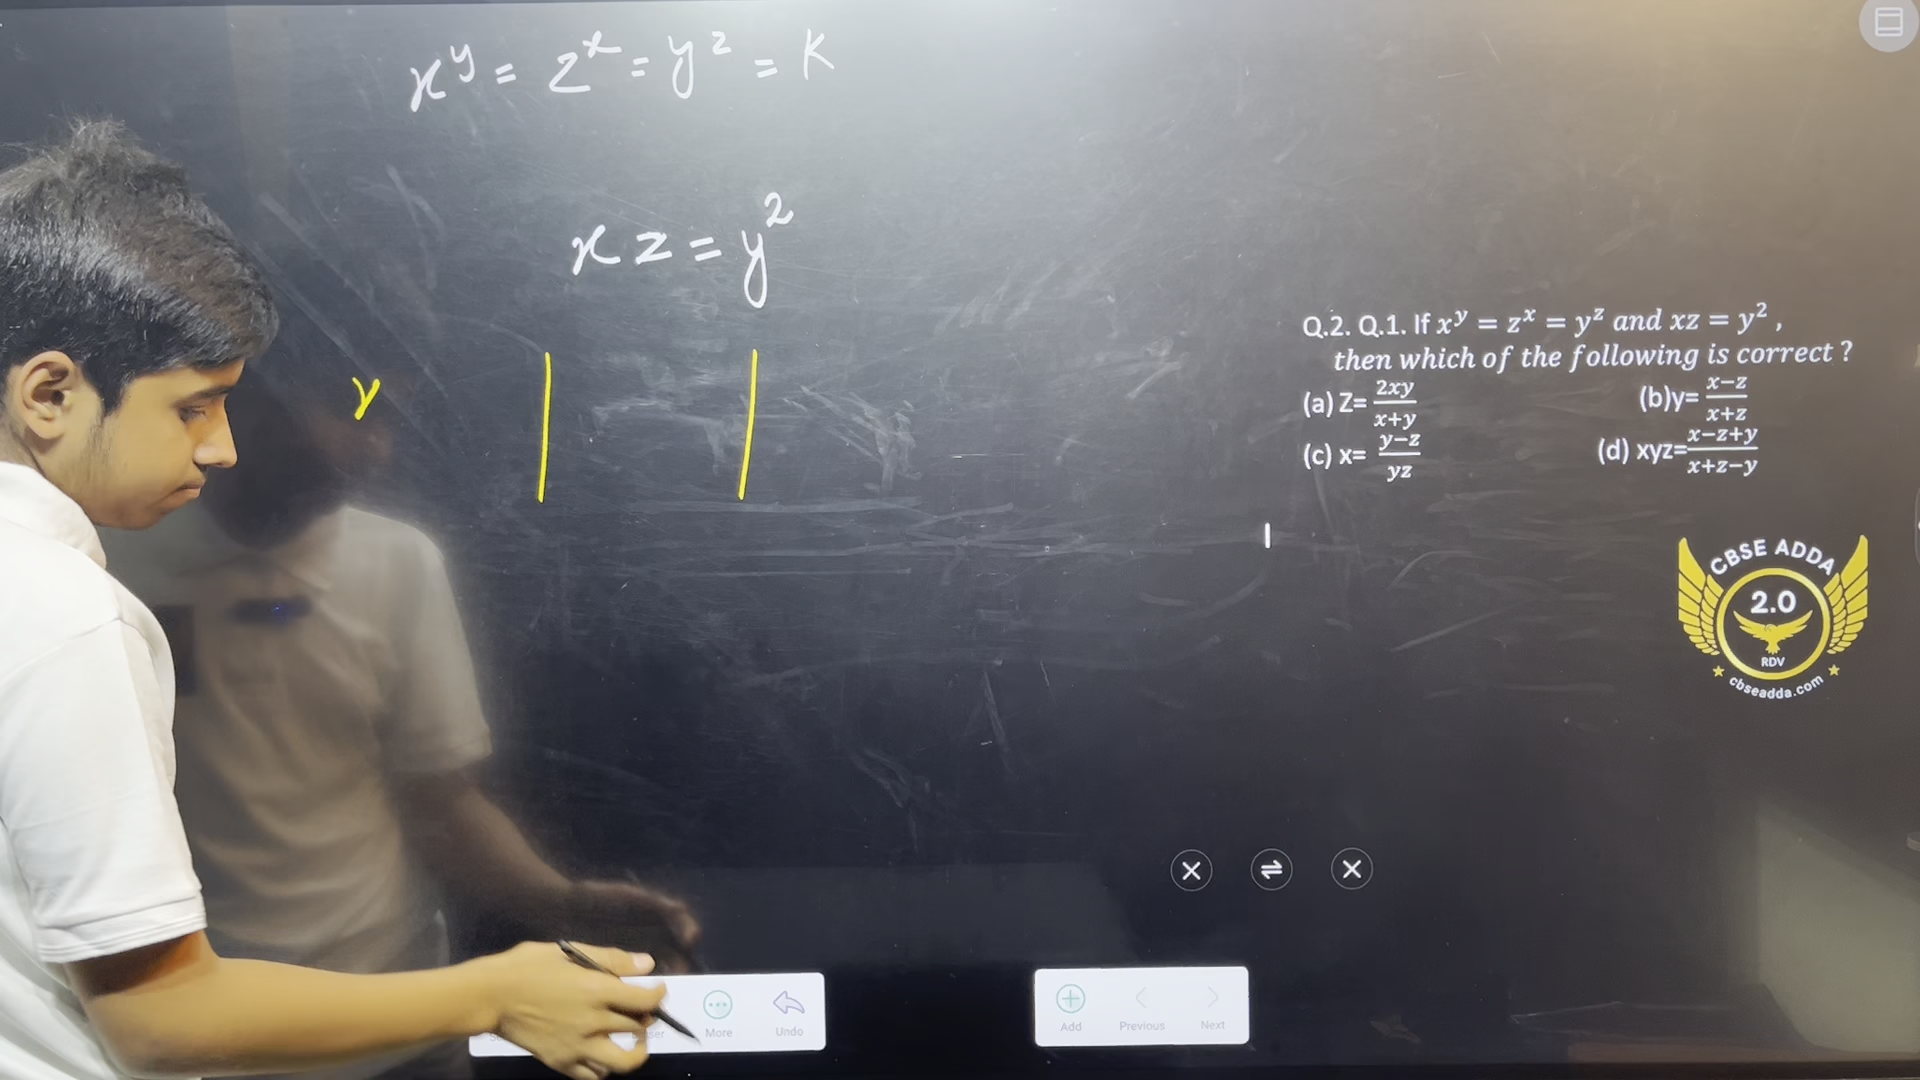 x^y = z^x = y^z = K
xz = y^2
y
Q.2. Q.1. If x^y = z^x = y^z and xz = y^2 ,
then which of the following is correct ?
(a) Z= 2xy/x+y (b)y= x−z/x+z
(c) x= y−z/yz (d) xyz= x−z+y/x+z−y
CBSE ADDA
2.0
RDV
cbseadda.com
More
Undo
Add
Previous
Next